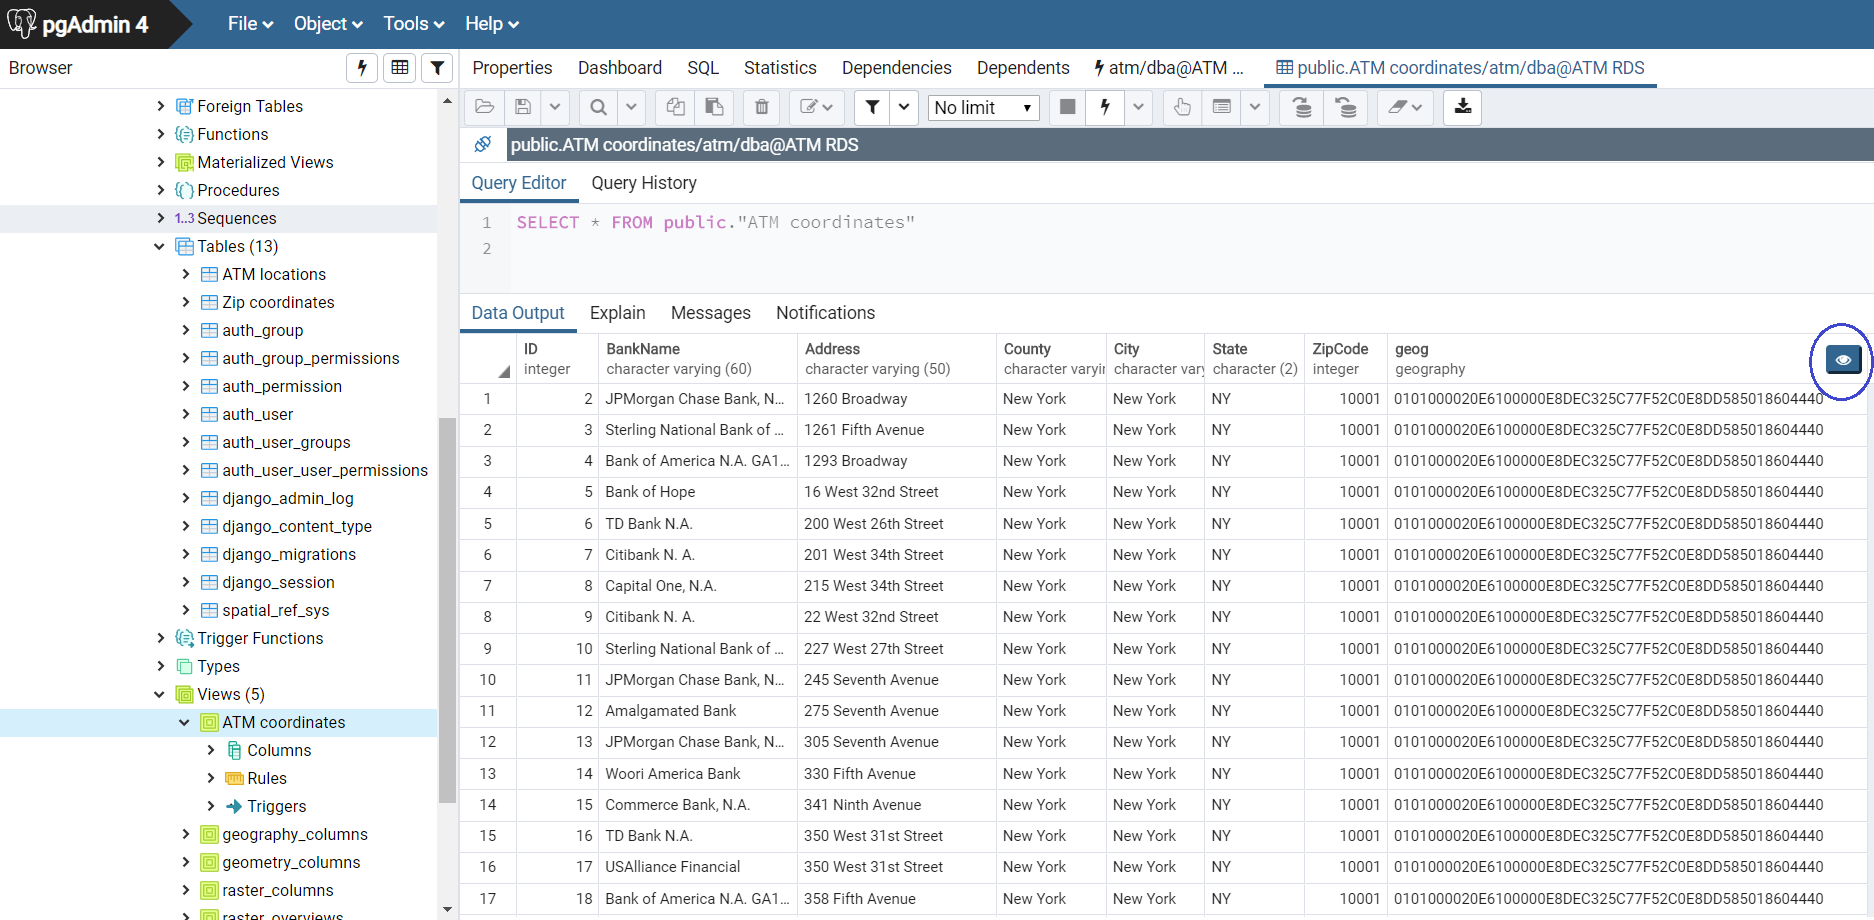 pgAdmin 4
File Object Tools Help
Browser
Properties Dashboard SQL Statistics Dependencies Dependents atm/dba@ATM ... public.ATM coordinates/atm/dba@ATM RDS
No limit
public.ATM coordinates/atm/dba@ATM RDS
Query Editor Query History
1 SELECT * FROM public."ATM coordinates"
2
Foreign Tables
Functions
Materialized Views
Procedures
1..3 Sequences
Tables (13)
ATM locations
Zip coordinates
auth_group
auth_group_permissions
auth_permission
auth_user
auth_user_groups
auth_user_user_permissions
django_admin_log
django_content_type
django_migrations
django_session
spatial_ref_sys
Trigger Functions
Types
Views (5)
ATM coordinates
Columns
Rules
Triggers
geography_columns
geometry_columns
raster_columns
raster_overviews
Data Output Explain Messages Notifications
ID BankName Address County City State ZipCode geog
integer character varying (60) character varying (50) character varyi character vary character (2) integer geography
1 2 JPMorgan Chase Bank, N... 1260 Broadway New York New York NY 10001 0101000020E6100000E8DEC325C77F52C0E8DD585018604440
2 3 Sterling National Bank of ... 1261 Fifth Avenue New York New York NY 10001 0101000020E6100000E8DEC325C77F52C0E8DD585018604440
3 4 Bank of America N.A. GA1... 1293 Broadway New York New York NY 10001 0101000020E6100000E8DEC325C77F52C0E8DD585018604440
4 5 Bank of Hope 16 West 32nd Street New York New York NY 10001 0101000020E6100000E8DEC325C77F52C0E8DD585018604440
5 6 TD Bank N.A. 200 West 26th Street New York New York NY 10001 0101000020E6100000E8DEC325C77F52C0E8DD585018604440
6 7 Citibank N. A. 201 West 34th Street New York New York NY 10001 0101000020E6100000E8DEC325C77F52C0E8DD585018604440
7 8 Capital One, N.A. 215 West 34th Street New York New York NY 10001 0101000020E6100000E8DEC325C77F52C0E8DD585018604440
8 9 Citibank N. A. 22 West 32nd Street New York New York NY 10001 0101000020E6100000E8DEC325C77F52C0E8DD585018604440
9 10 Sterling National Bank of ... 227 West 27th Street New York New York NY 10001 0101000020E6100000E8DEC325C77F52C0E8DD585018604440
10 11 JPMorgan Chase Bank, N... 245 Seventh Avenue New York New York NY 10001 0101000020E6100000E8DEC325C77F52C0E8DD585018604440
11 12 Amalgamated Bank 275 Seventh Avenue New York New York NY 10001 0101000020E6100000E8DEC325C77F52C0E8DD585018604440
12 13 JPMorgan Chase Bank, N... 305 Seventh Avenue New York New York NY 10001 0101000020E6100000E8DEC325C77F52C0E8DD585018604440
13 14 Woori America Bank 330 Fifth Avenue New York New York NY 10001 0101000020E6100000E8DEC325C77F52C0E8DD585018604440
14 15 Commerce Bank, N.A. 341 Ninth Avenue New York New York NY 10001 0101000020E6100000E8DEC325C77F52C0E8DD585018604440
15 16 TD Bank N.A. 350 West 31st Street New York New York NY 10001 0101000020E6100000E8DEC325C77F52C0E8DD585018604440
16 17 USAlliance Financial 350 West 31st Street New York New York NY 10001 0101000020E6100000E8DEC325C77F52C0E8DD585018604440
17 18 Bank of America N.A. GA1... 358 Fifth Avenue New York New York NY 10001 0101000020E6100000E8DEC325C77F52C0E8DD585018604440